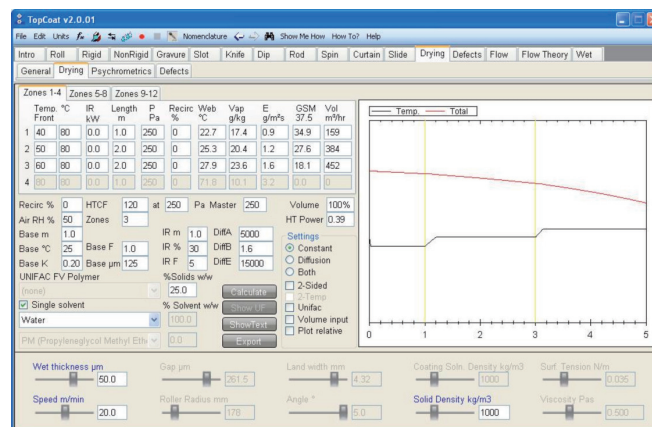 TopCoat v2.0.01
File Edit Units Nomenclature Show Me How How To? Help
Intro Roll Rigid NonRigid Gravure Slot Knife Dip Rod Spin Curtain Slide Drying Defects Flow Flow Theory Wet
General Drying Psychrometrics Defects
Zones 1-4 Zones 5-8 Zones 9-12
Temp. °C IR Length P Recirc Web Vap E GSM Vol
Front kW m Pa % °C g/kg g/m²s 37.5 m³/hr
1 40 80 0.0 1.0 250 0 22.7 17.4 0.9 34.9 159
2 50 80 0.0 2.0 250 0 25.3 20.4 1.2 27.6 384
3 60 80 0.0 2.0 250 0 27.9 23.6 1.6 18.1 452
4 80 80 0.0 1.0 250 0 71.8 10.1 3.2 0.0 0
Temp. Total
Recirc % 0 HTCF 120 at 250 Pa Master 250 Volume 100%
Air RH % 50 Zones 3 HT Power 0.39
Base m 1.0 IR m 1.0 DiffA 5000 Settings
Base °C 25 Base F 1.0 IR % 30 DiffB 1.6 Constant
Base K 0.20 Base µm 125 IR F 5 DiffE 15000 Diffusion
Both
UNIFAC FV Polymer %Solids w/w
(none) 25.0 Calculate 2-Sided
2-Temp
Single solvent % Solvent w/w Show UF Unifac
Water 100.0 ShowText Volume input
Plot relative
PM (Propyleneglycol Methyl Eth 0.0 Export
0 1 2 3 4 5
Wet thickness µm Gap µm Land width mm Coating Soln. Density kg/m3 Surf. Tension N/m
50.0 261.5 4.32 1000 0.035
Speed m/min Roller Radius mm Angle ° Solid Density kg/m3 Viscosity Pas
20.0 178 5.0 1000 0.500